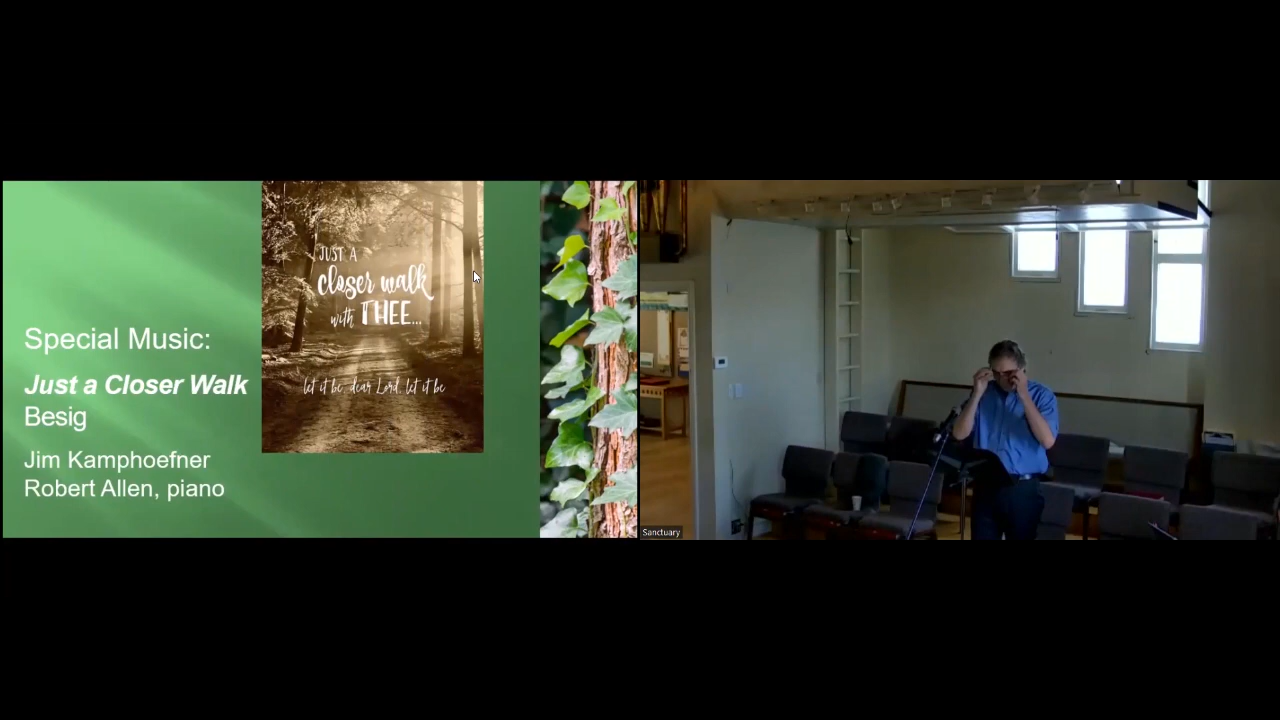 Special Music:
Just a Closer Walk
Besig
Jim Kamphoefner
Robert Allen, piano
JUST A
closer walk
with THEE...
let it be, dear Lord, let it be
Sanctuary